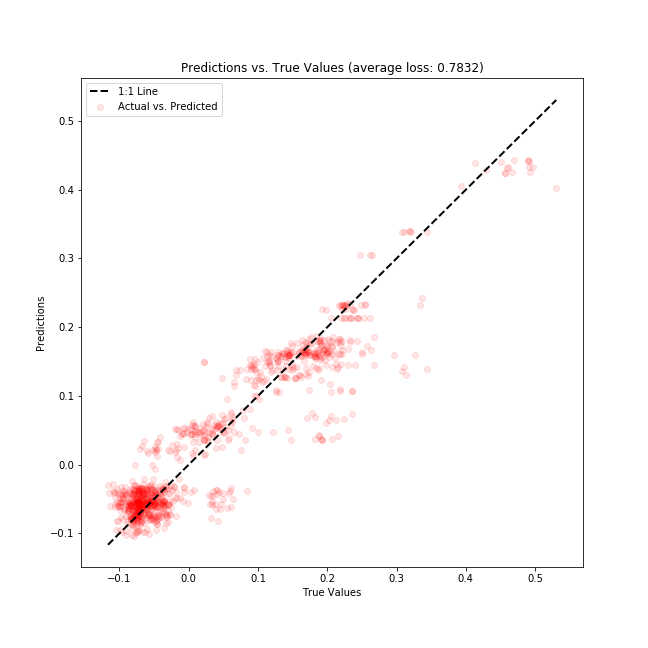 Predictions vs. True Values (average loss: 0.7832)
1:1 Line
Actual vs. Predicted
0.5
0.4
0.3
0.2
0.1
0.0
−0.1
Predictions
−0.1 0.0 0.1 0.2 0.3 0.4 0.5
True Values